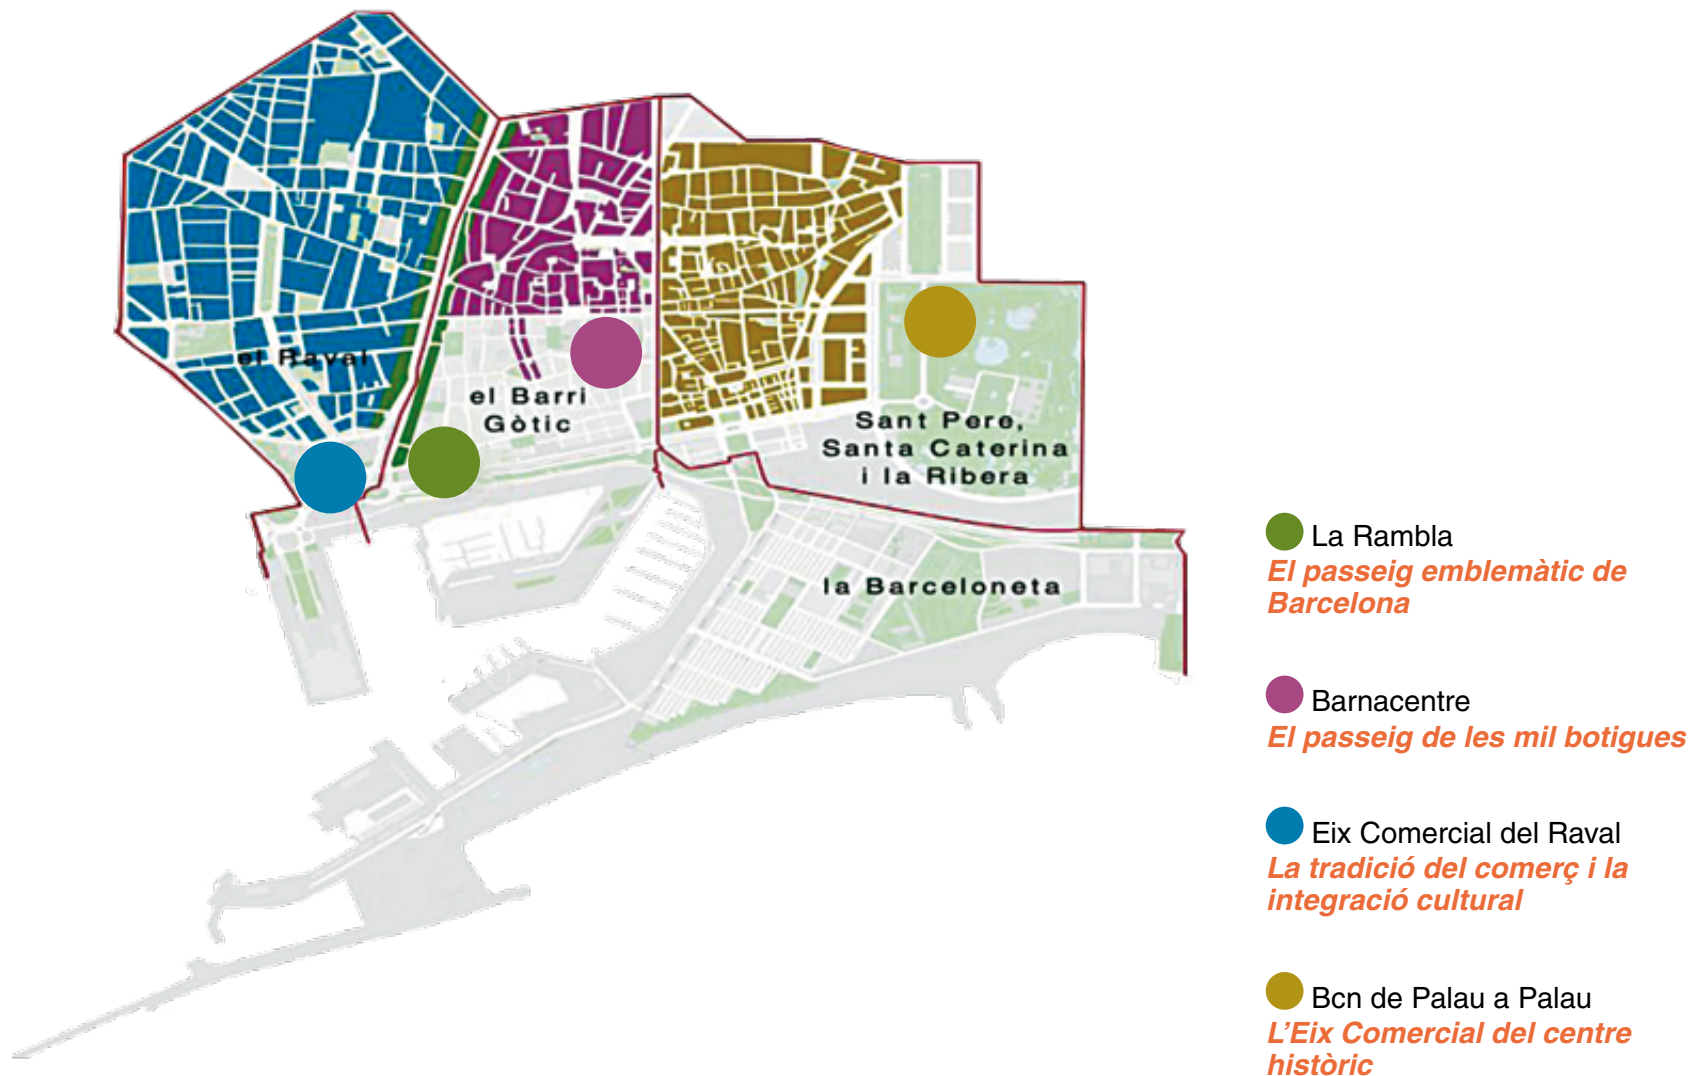 el Raval
el Barri
Gòtic
Sant Pere,
Santa Caterina
i la Ribera
la Barceloneta
La Rambla
El passeig emblemàtic de
Barcelona
Barnacentre
El passeig de les mil botigues
Eix Comercial del Raval
La tradició del comerç i la
integració cultural
Bcn de Palau a Palau
L’Eix Comercial del centre
històric